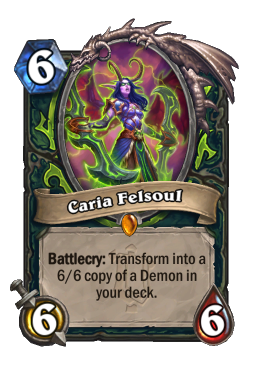 6
Caria Felsoul
Battlecry: Transform into a
6/6 copy of a Demon in
your deck.
6
6